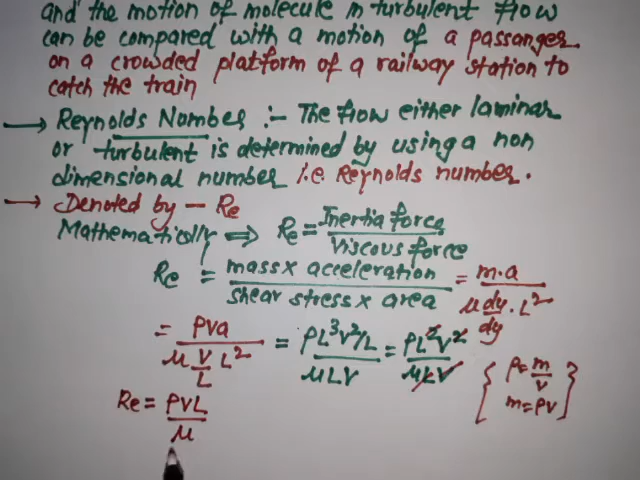 and the motion of molecule in turbulent flow
can be compared with a motion of a passanger
on a crowded platform of a railway station to
catch the train
→ Reynolds Number :- The flow either laminar
or turbulent is determined by using a non
dimensional number i.e Reynolds number.
→ Denoted by - Re
Mathematically ⇒ Re = Inertia force / Viscous force
Re = mass x acceleration / shear stress x area = m.a / μ dy/dy . L²
= ρva / μ V/L L² = ρL³v²/L / μLV = ρL²v² / μLV { ρ = m/v
m = ρv }
Re = ρVL / μ